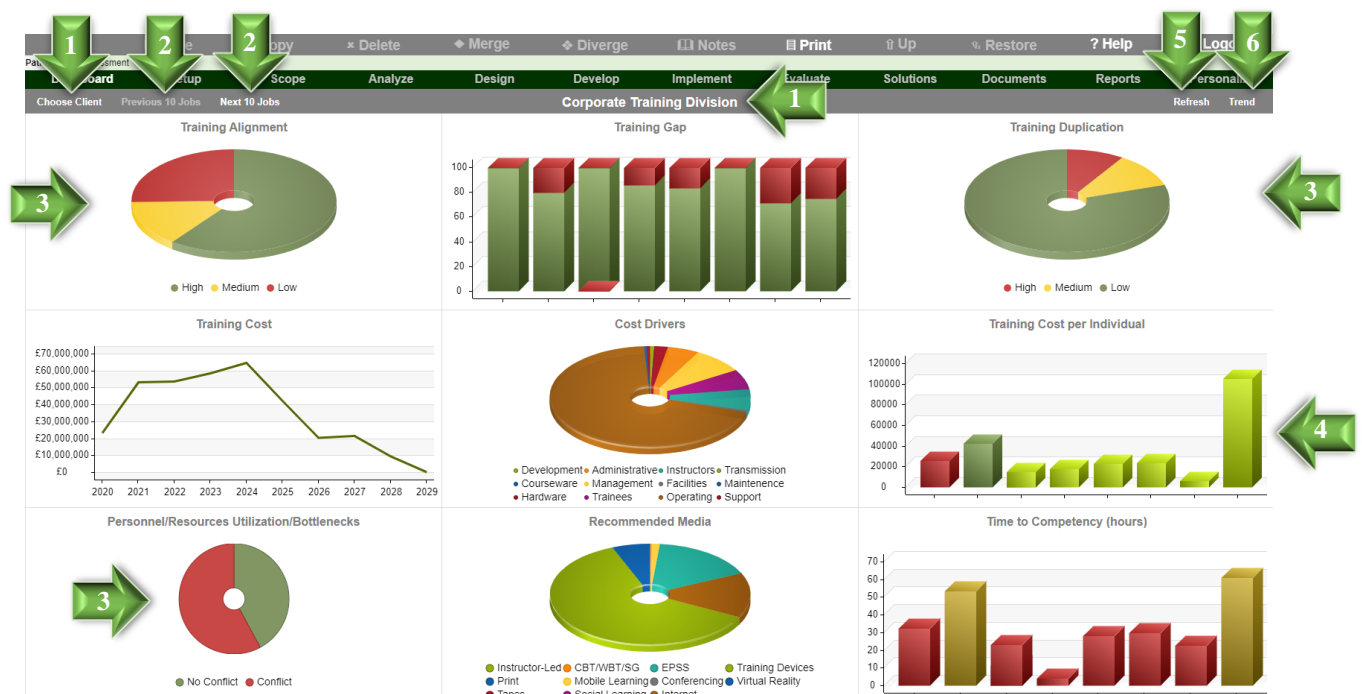 1 2 2 5 6
Delete Merge Diverge Notes Print Up Restore ? Help
Setup Scope Analyze Design Develop Implement Evaluate Solutions Documents Reports
Choose Client Previous 10 Jobs Next 10 Jobs Corporate Training Division 1 Refresh Trend
Training Alignment
3
High Medium Low
Training Gap
100
80
60
40
20
0
Training Duplication
3
High Medium Low
Training Cost
£70,000,000
£60,000,000
£50,000,000
£40,000,000
£30,000,000
£20,000,000
£10,000,000
£0
2020 2021 2022 2023 2024 2025 2026 2027 2028 2029
Cost Drivers
Development Administrative Instructors Transmission
Courseware Management Facilities Maintenence
Hardware Trainees Operating Support
Training Cost per Individual
120000
100000
80000
60000
40000
20000
0
4
Personnel/Resources Utilization/Bottlenecks
3
No Conflict Conflict
Recommended Media
Instructor-Led CBT/WBT/SG EPSS Training Devices
Print Mobile Learning Conferencing Virtual Reality
Tapes Social Learning Internet
Time to Competency (hours)
70
60
50
40
30
20
10
0